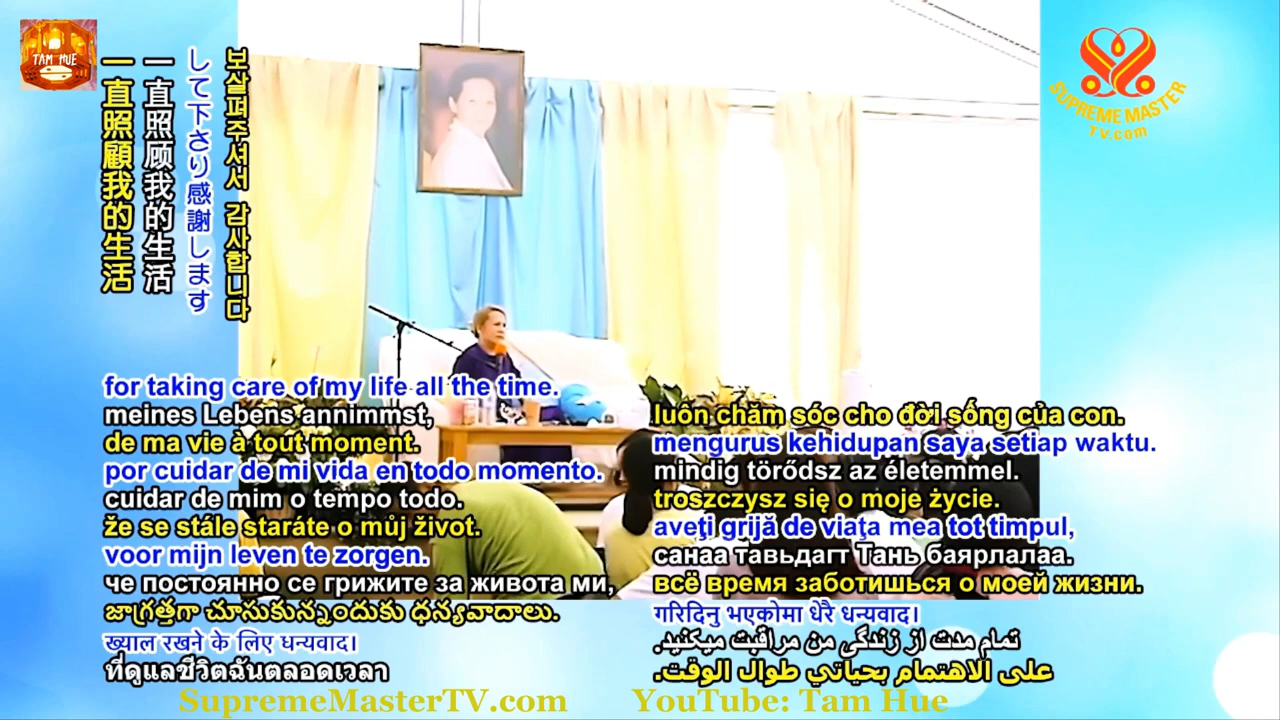 TAM HUE
一直照顧我的生活
一直照顾我的生活
して下さり感謝します
보살펴주셔서 감사합니다
SUPREME MASTER
TV.com
for taking care of my life all the time.
meines Lebens annimmst,
de ma vie à tout moment.
por cuidar de mi vida en todo momento.
cuidar de mim o tempo todo.
že se stále staráte o můj život.
voor mijn leven te zorgen.
че постоянно се грижите за живота ми,
జాగ్రత్తగా చూసుకున్నందుకు ధన్యవాదాలు.
ख्याल रखने के लिए धन्यवाद।
ที่ดูแลชีวิตฉันตลอดเวลา
luôn chăm sóc cho đời sống của con.
mengurus kehidupan saya setiap waktu.
mindig törődsz az életemmel.
troszczysz się o moje życie.
aveţi grijă de viaţa mea tot timpul,
санаа тавьдагт Тань баярлалаа.
всё время заботишься о моей жизни.
गरिदिनु भएकोमा धेरै धन्यवाद।
تمام مدت از زندگی من مراقبت میکنید.
على الاهتمام بحياتي طوال الوقت.
SupremeMasterTV.com
YouTube: Tam Hue